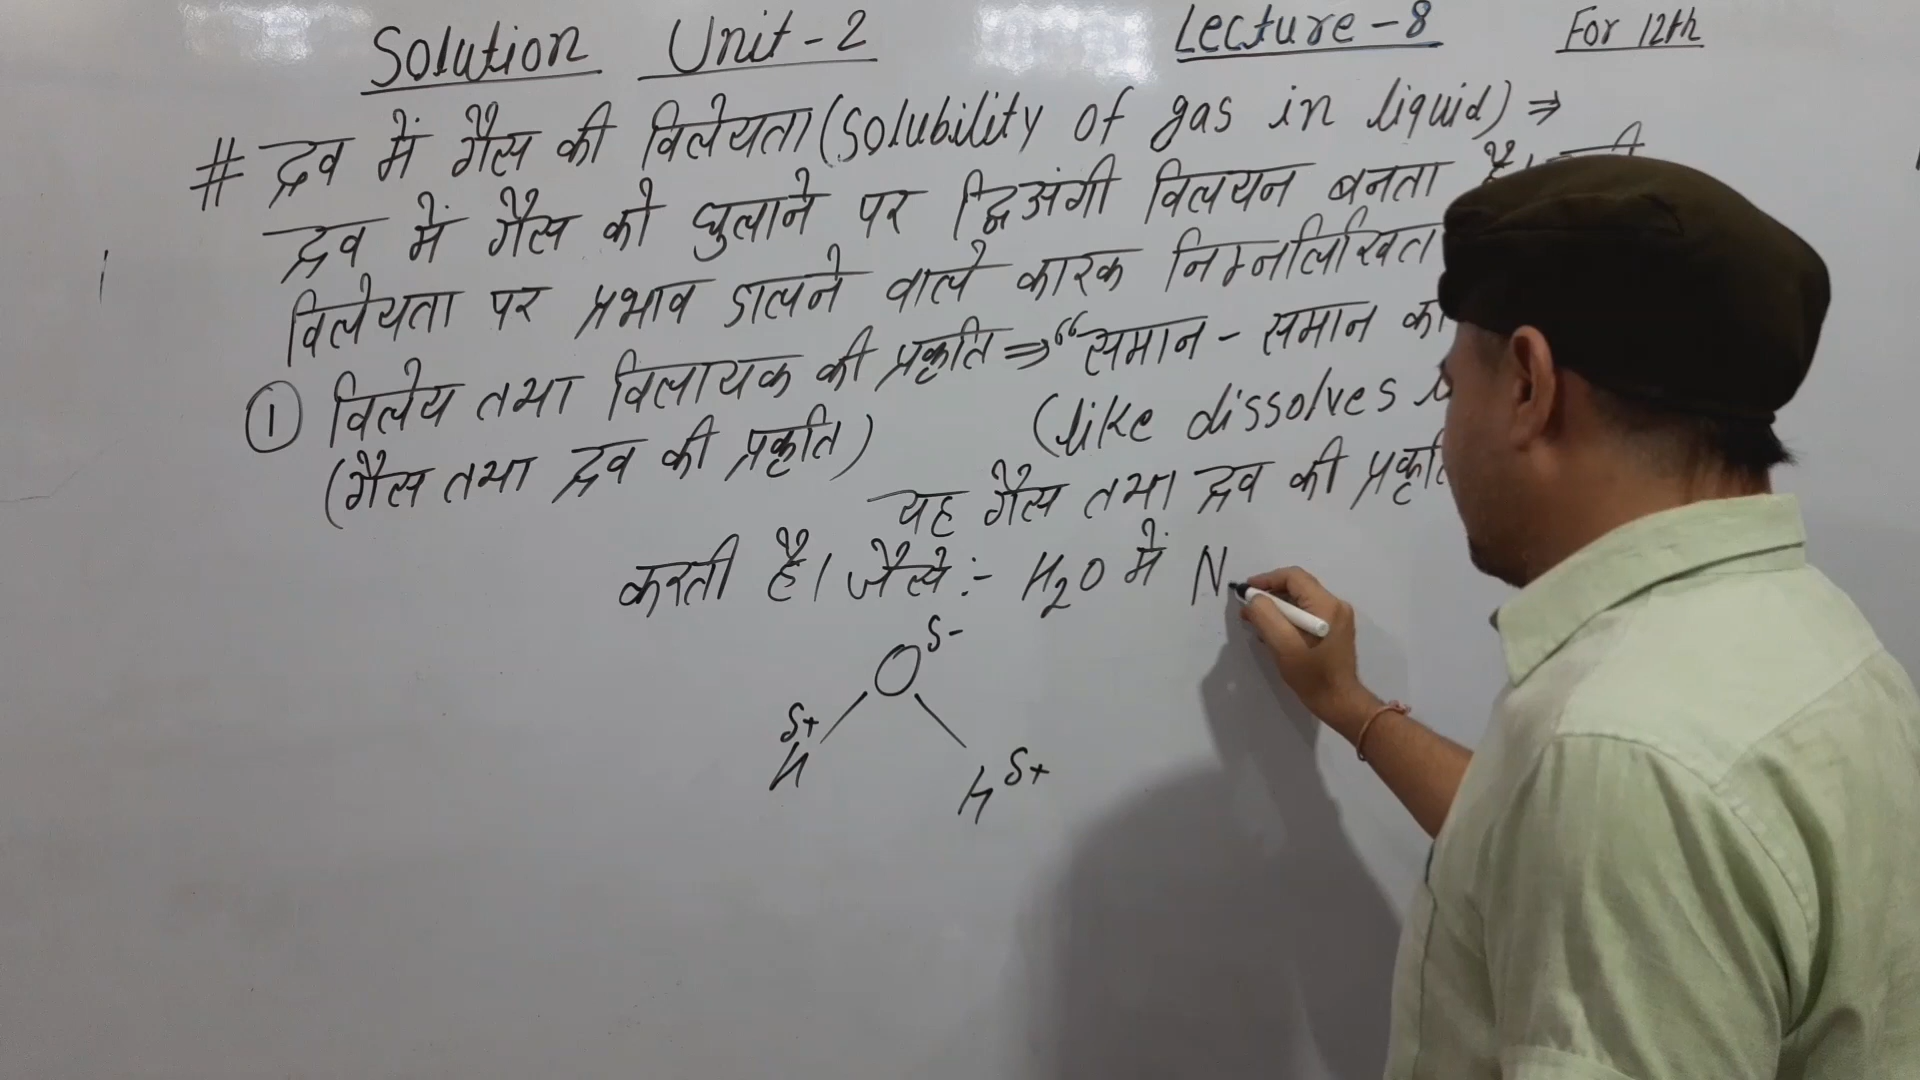 Solution Unit-2 Lecture-8 For 12th
# द्रव में गैस की विलेयता (Solubility of gas in liquid) ⇒
द्रव में गैस को घुलाने पर द्विअंगी विलयन बनता है।
विलेयता पर प्रभाव डालने वाले कारक निम्नलिखित
① विलेय तथा विलायक की प्रकृति ⇒ “समान - समान को
(गैस तथा द्रव की प्रकृति) (like dissolves
यह गैस तथा द्रव की प्रकृति
करती है। जैसे:- H₂O में N
O δ-
δ+
H
H δ+